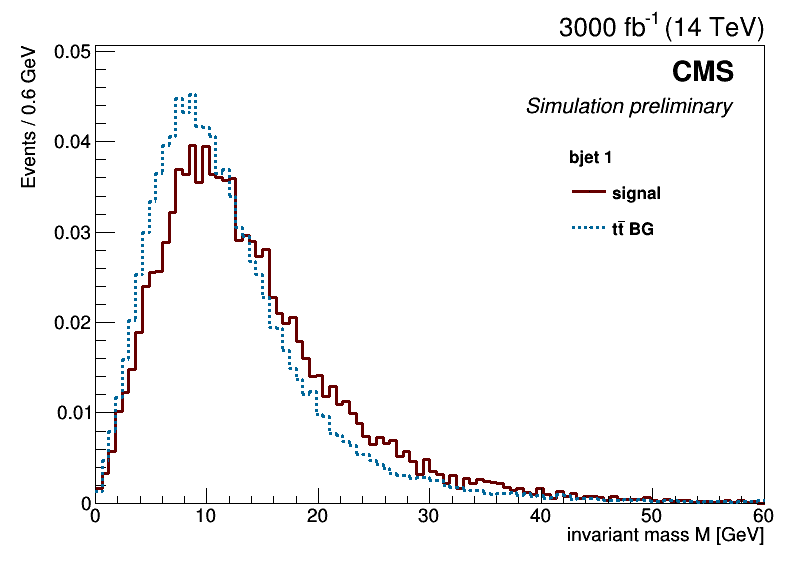 3000 fb⁻¹ (14 TeV)
Events / 0.6 GeV
0.05
0.04
0.03
0.02
0.01
0
CMS
Simulation preliminary
bjet 1
signal
tt̄ BG
0 10 20 30 40 50 60
invariant mass M [GeV]